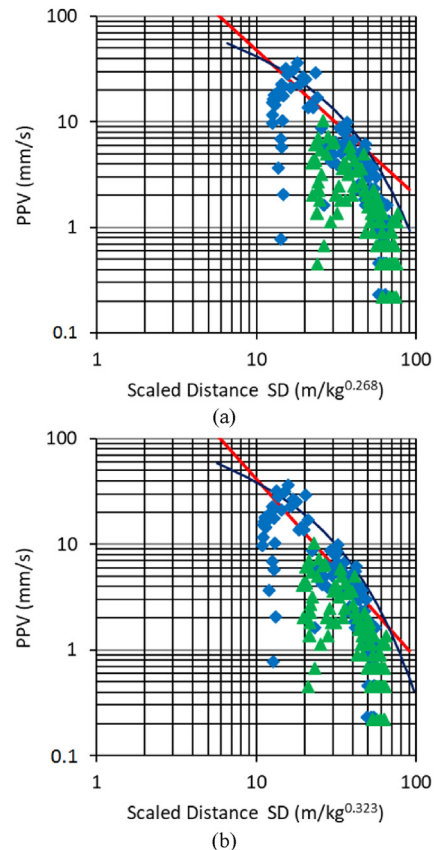 (a)
100
10
1
0.1
PPV (mm/s)
1 10 100
Scaled Distance SD (m/kg^0.268)
(a)
100
10
1
0.1
PPV (mm/s)
1 10 100
Scaled Distance SD (m/kg^0.323)
(b)